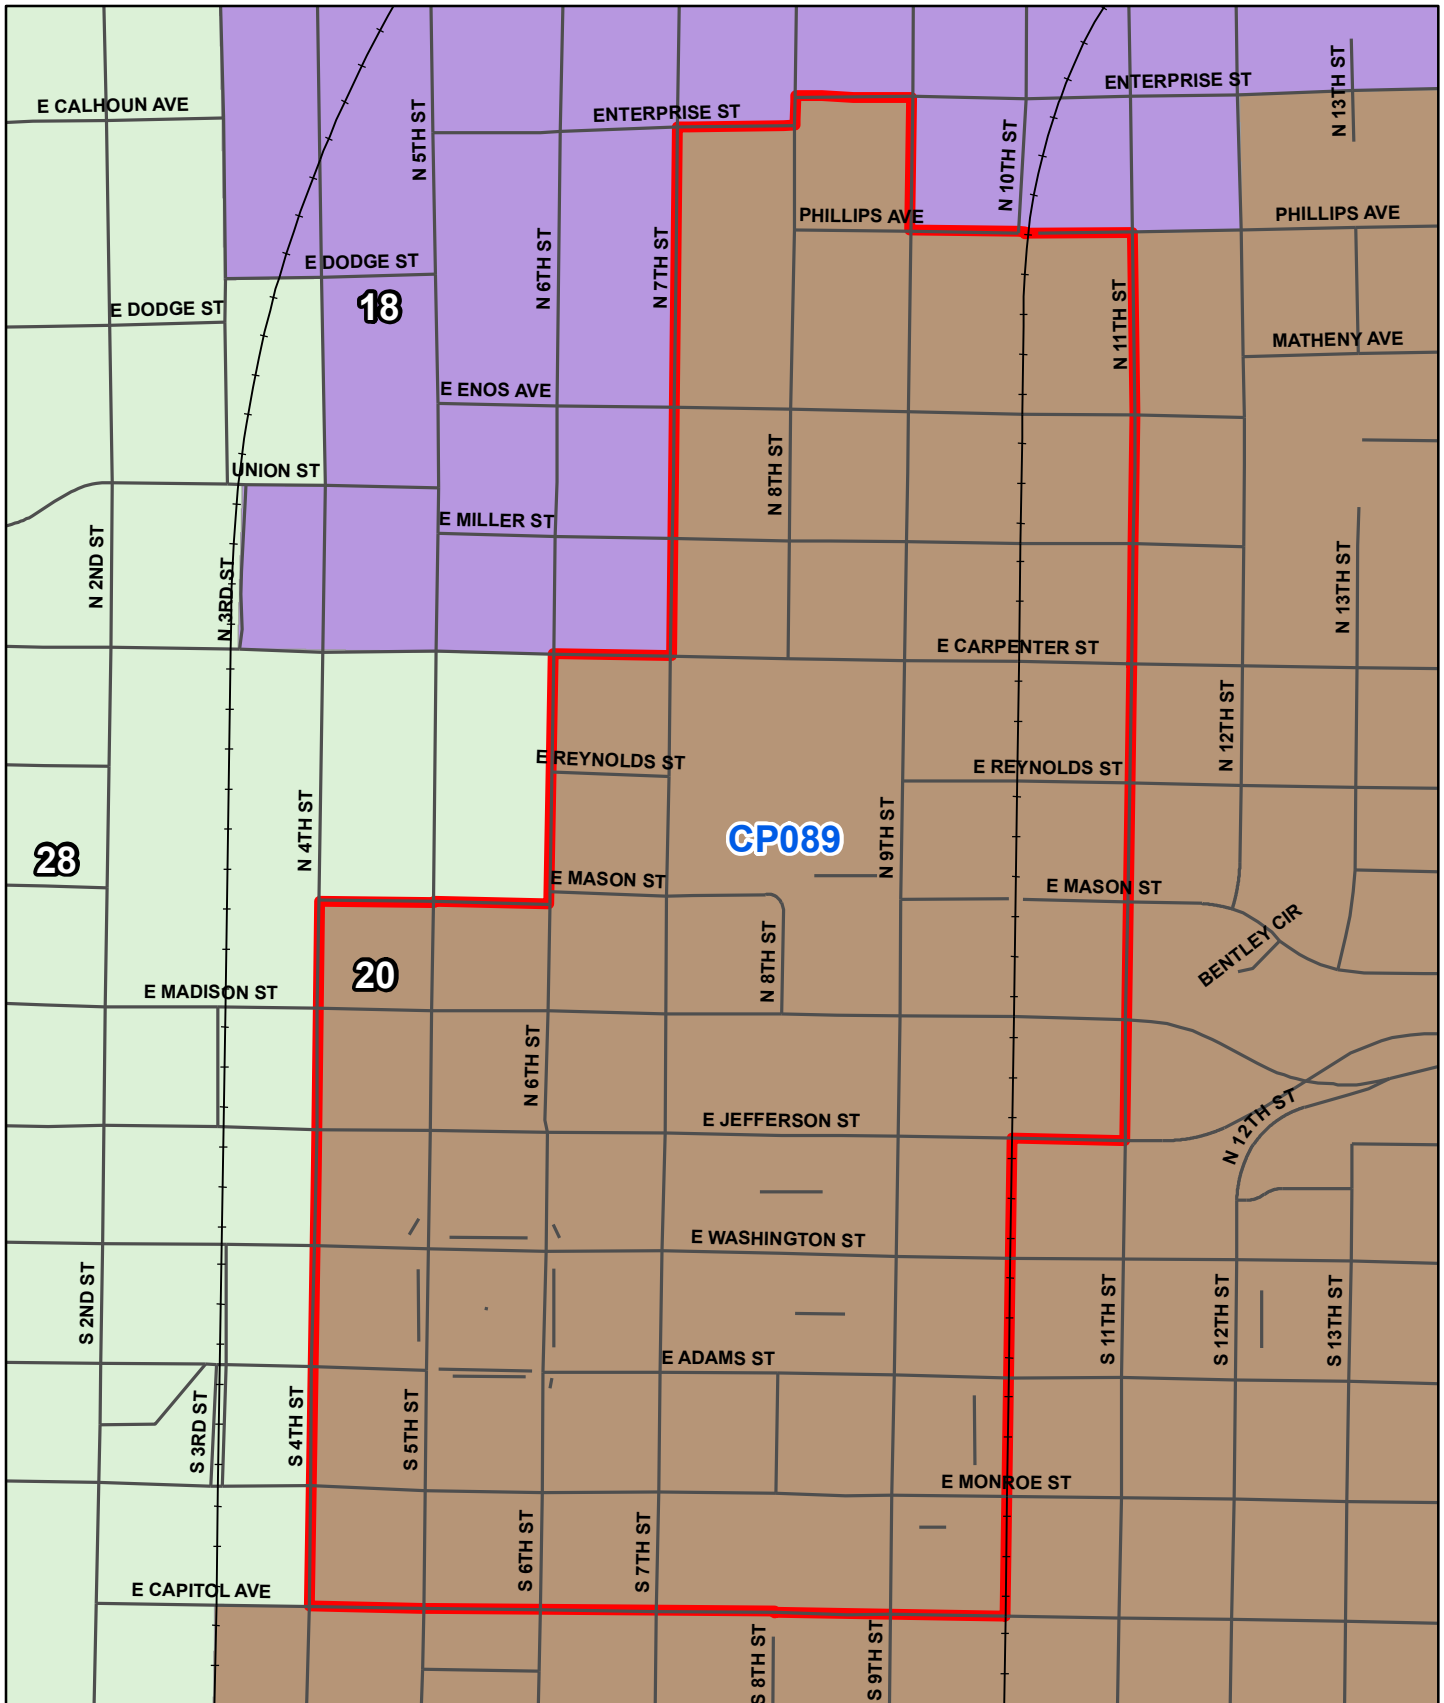 E CALHOUN AVE
N 5TH ST
ENTERPRISE ST
ENTERPRISE ST
N 13TH ST
N 10TH ST
PHILLIPS AVE
PHILLIPS AVE
E DODGE ST
N 6TH ST
N 7TH ST
E DODGE ST
18
N 11TH ST
MATHENY AVE
E ENOS AVE
UNION ST
N 8TH ST
E MILLER ST
N 2ND ST
N 3RD ST
N 13TH ST
E CARPENTER ST
N 12TH ST
E REYNOLDS ST
E REYNOLDS ST
N 4TH ST
CP089
N 9TH ST
28
E MASON ST
E MASON ST
BENTLEY CIR
20
N 8TH ST
E MADISON ST
N 6TH ST
E JEFFERSON ST
N 12TH ST
E WASHINGTON ST
S 2ND ST
S 11TH ST
S 12TH ST
S 13TH ST
E ADAMS ST
S 3RD ST
S 4TH ST
S 5TH ST
E MONROE ST
S 6TH ST
S 7TH ST
E CAPITOL AVE
S 8TH ST
S 9TH ST